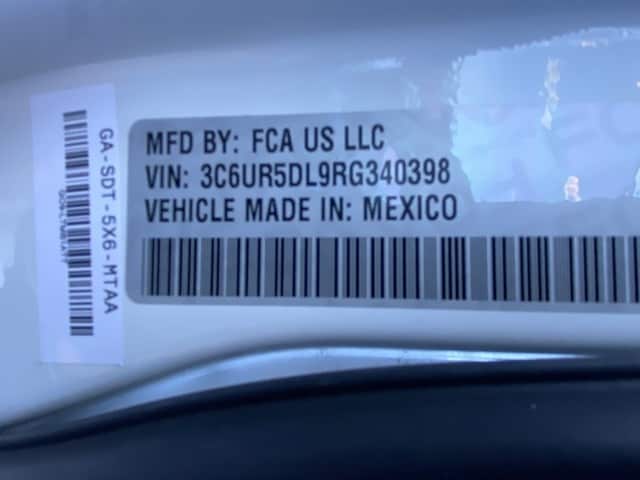 GA-SDT-5X6-MTAA
MFD BY: FCA US LLC
VIN: 3C6UR5DL9RG340398
VEHICLE MADE IN: MEXICO